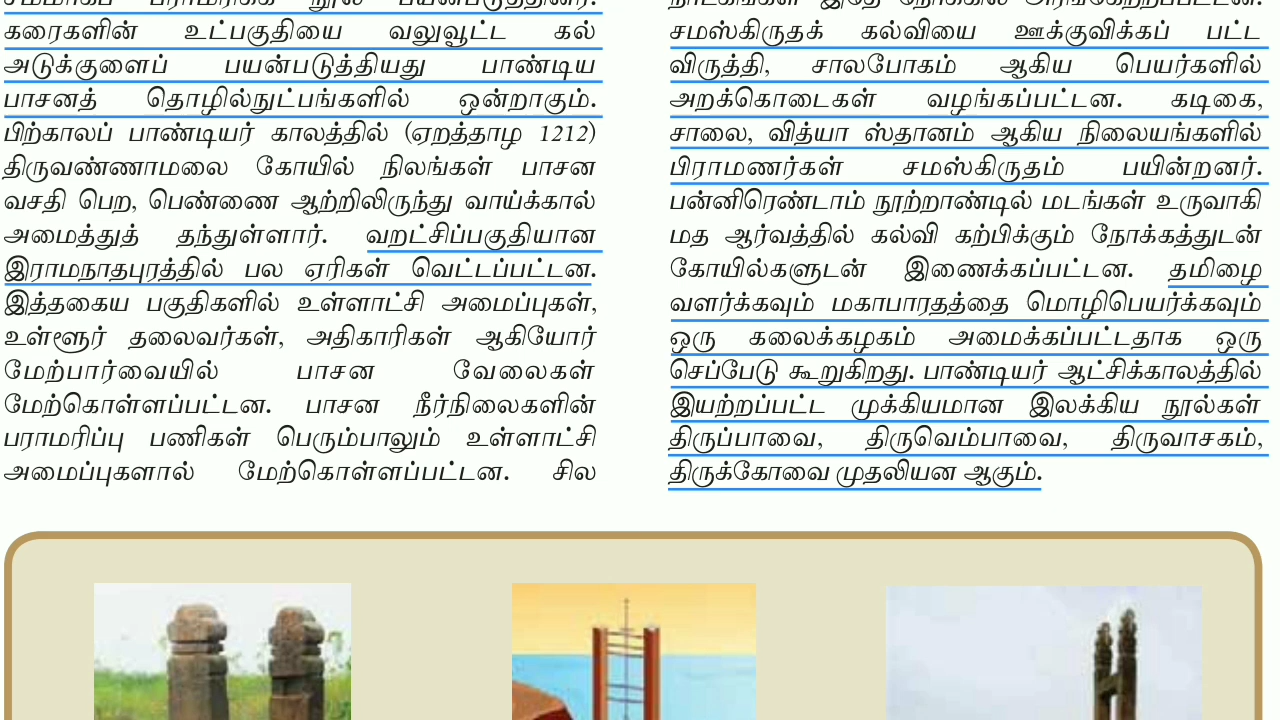 கரைகளின் உட்பகுதியை வலுவூட்ட கல்
அடுக்குளைப் பயன்படுத்தியது பாண்டிய
பாசனத் தொழில்நுட்பங்களில் ஒன்றாகும்.
பிற்காலப் பாண்டியர் காலத்தில் (ஏறத்தாழ 1212)
திருவண்ணாமலை கோயில் நிலங்கள் பாசன
வசதி பெற, பெண்ணை ஆற்றிலிருந்து வாய்க்கால்
அமைத்துத் தந்துள்ளார். வறட்சிப்பகுதியான
இராமநாதபுரத்தில் பல ஏரிகள் வெட்டப்பட்டன.
இத்தகைய பகுதிகளில் உள்ளாட்சி அமைப்புகள்,
உள்ளூர் தலைவர்கள், அதிகாரிகள் ஆகியோர்
மேற்பார்வையில் பாசன வேலைகள்
மேற்கொள்ளப்பட்டன. பாசன நீர்நிலைகளின்
பராமரிப்பு பணிகள் பெரும்பாலும் உள்ளாட்சி
அமைப்புகளால் மேற்கொள்ளப்பட்டன. சில
சமஸ்கிருதக் கல்வியை ஊக்குவிக்கப் பட்ட
விருத்தி, சாலபோகம் ஆகிய பெயர்களில்
அறக்கொடைகள் வழங்கப்பட்டன. கடிகை,
சாலை, வித்யா ஸ்தானம் ஆகிய நிலையங்களில்
பிராமணர்கள் சமஸ்கிருதம் பயின்றனர்.
பன்னிரெண்டாம் நூற்றாண்டில் மடங்கள் உருவாகி
மத ஆர்வத்தில் கல்வி கற்பிக்கும் நோக்கத்துடன்
கோயில்களுடன் இணைக்கப்பட்டன. தமிழை
வளர்க்கவும் மகாபாரதத்தை மொழிபெயர்க்கவும்
ஒரு கலைக்கழகம் அமைக்கப்பட்டதாக ஒரு
செப்பேடு கூறுகிறது. பாண்டியர் ஆட்சிக்காலத்தில்
இயற்றப்பட்ட முக்கியமான இலக்கிய நூல்கள்
திருப்பாவை, திருவெம்பாவை, திருவாசகம்,
திருக்கோவை முதலியன ஆகும்.